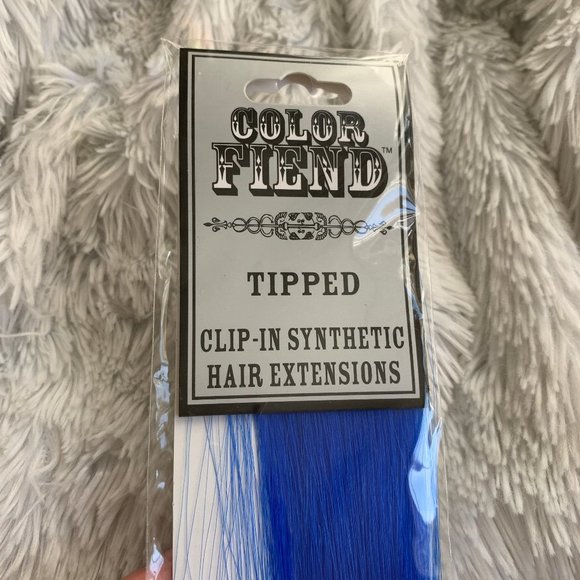 COLOR
FIEND™
TIPPED
CLIP-IN SYNTHETIC
HAIR EXTENSIONS